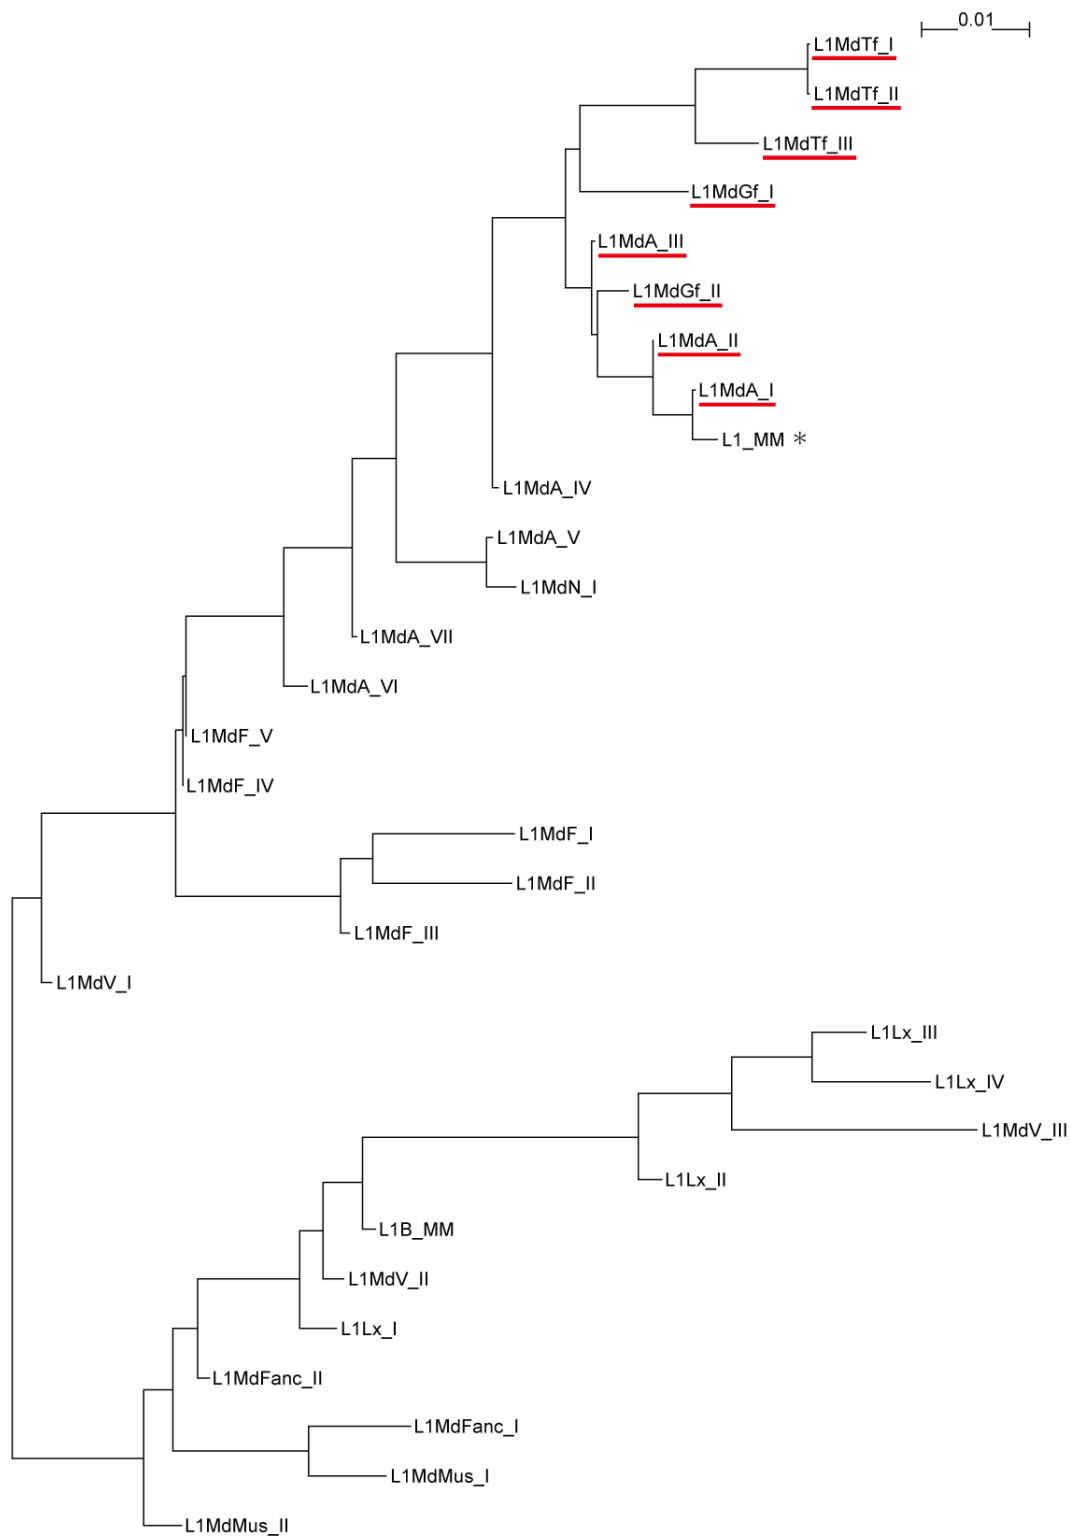 0.01
L1MdTf_I
L1MdTf_II
L1MdTf_III
L1MdGf_I
L1MdA_III
L1MdGf_II
L1MdA_II
L1MdA_I
L1_MM *
L1MdA_IV
L1MdA_V
L1MdN_I
L1MdA_VII
L1MdA_VI
L1MdF_V
L1MdF_IV
L1MdF_I
L1MdF_II
L1MdF_III
L1MdV_I
L1Lx_III
L1Lx_IV
L1MdV_III
L1Lx_II
L1B_MM
L1MdV_II
L1Lx_I
L1MdFanc_II
L1MdFanc_I
L1MdMus_I
L1MdMus_II